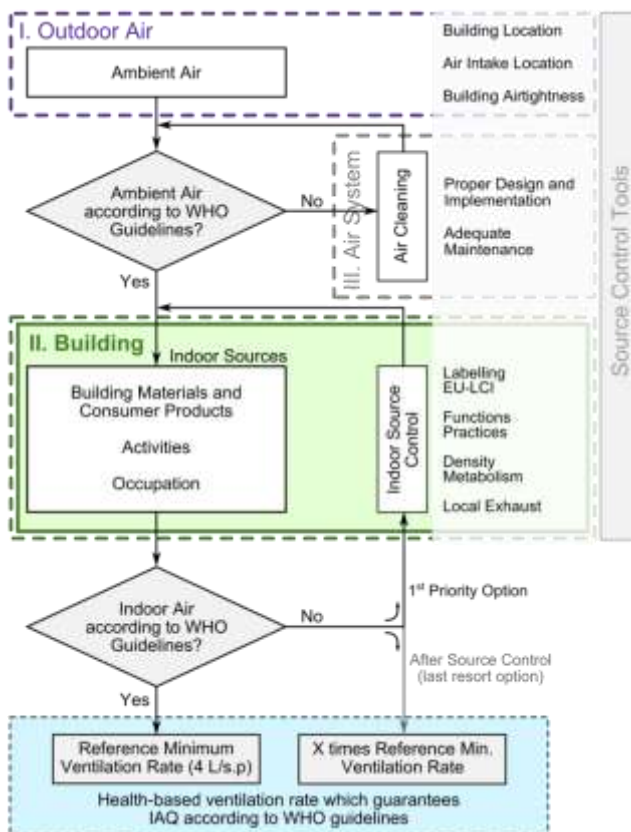 I. Outdoor Air
Ambient Air
Building Location
Air Intake Location
Building Airtightness
Source Control Tools
III. Air System
Air Cleaning
Proper Design and
Implementation
Adequate
Maintenance
Ambient Air
according to WHO
Guidelines?
No
Yes
II. Building
Indoor Sources
Building Materials and
Consumer Products
Activities
Occupation
Indoor Source
Control
Labelling
EU-LCI
Functions
Practices
Density
Metabolism
Local Exhaust
Indoor Air
according to WHO
Guidelines?
No
1st Priority Option
After Source Control
(last resort option)
Yes
Reference Minimum
Ventilation Rate (4 L/s.p)
X times Reference Min.
Ventilation Rate
Health-based ventilation rate which guarantees
IAQ according to WHO guidelines